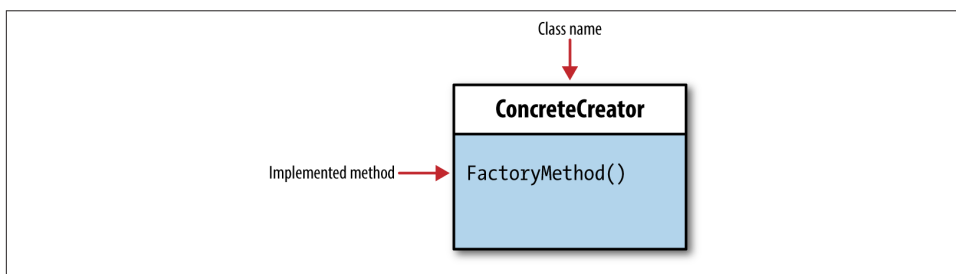 Class name
ConcreteCreator
Implemented method
FactoryMethod()